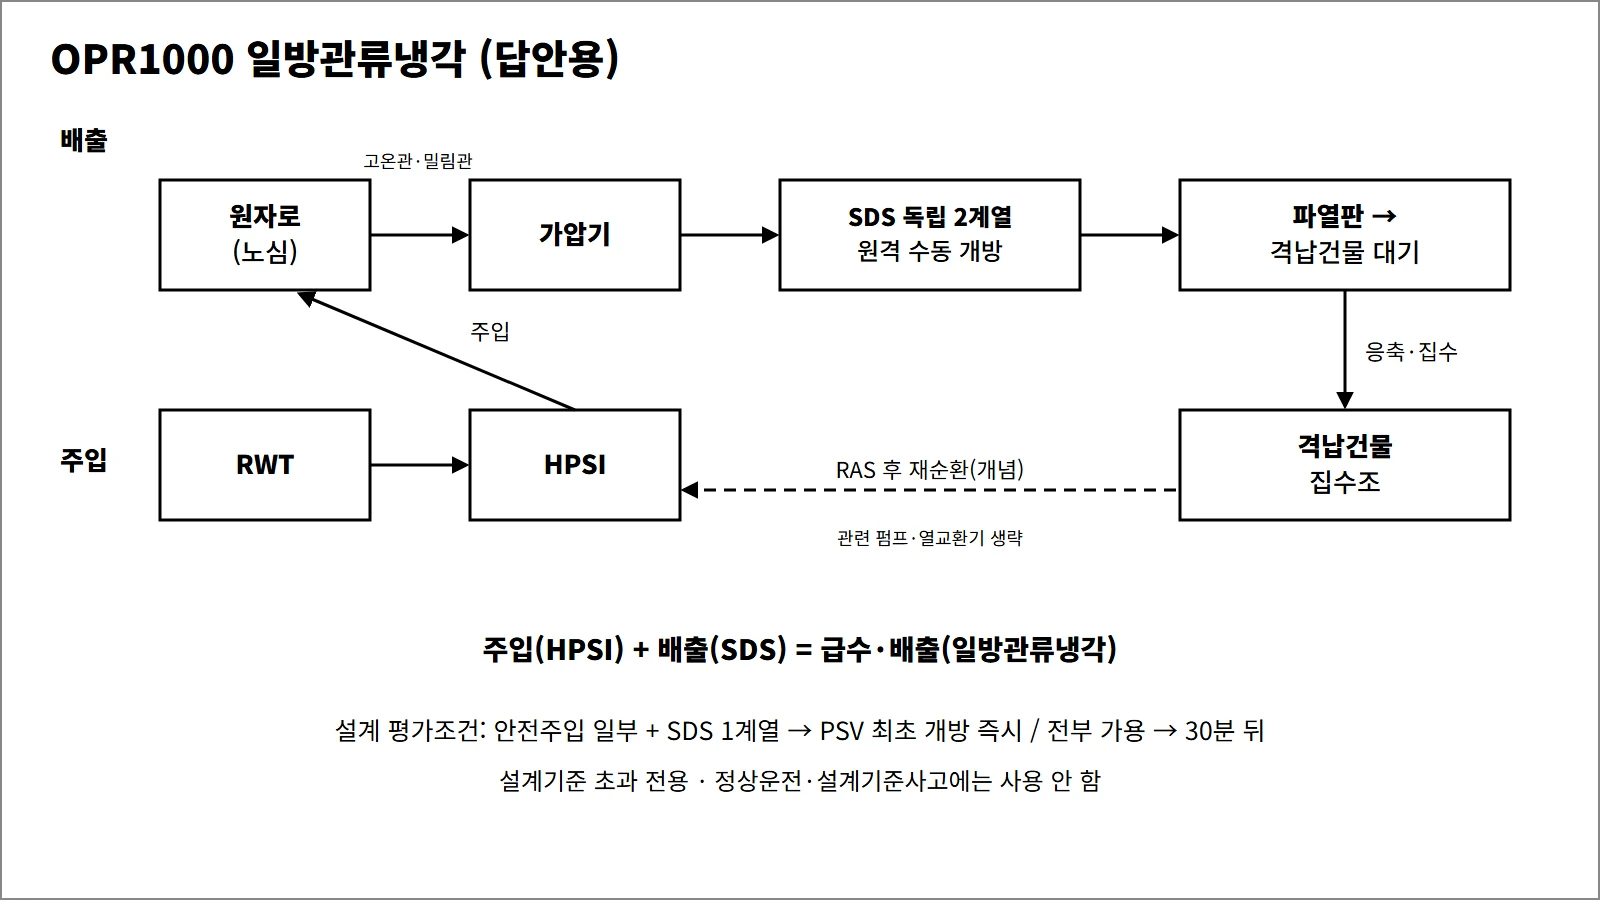 OPR1000 일방관류냉각 (답안용)
배출
고온관·밀림관
원자로
(노심)
가압기
SDS 독립 2계열
원격 수동 개방
파열판 →
격납건물 대기
주입
응축·집수
주입
RWT
HPSI
RAS 후 재순환(개념)
관련 펌프·열교환기 생략
격납건물
집수조
주입(HPSI) + 배출(SDS) = 급수·배출(일방관류냉각)
설계 평가조건: 안전주입 일부 + SDS 1계열 → PSV 최초 개방 즉시 / 전부 가용 → 30분 뒤
설계기준 초과 전용 · 정상운전·설계기준사고에는 사용 안 함